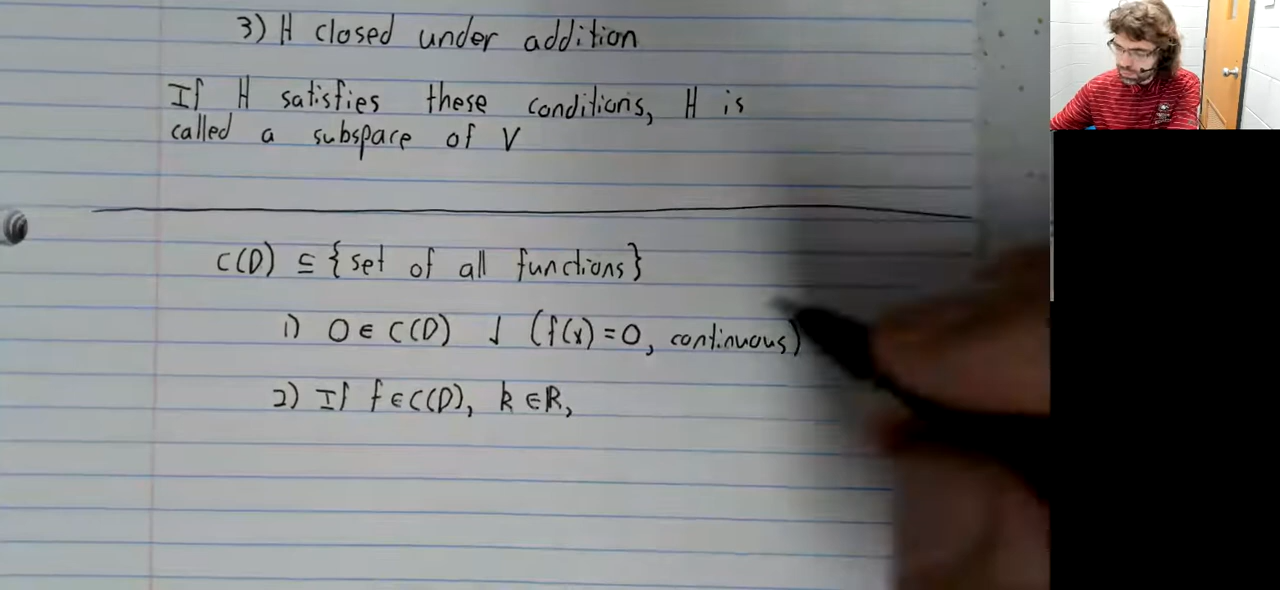 3) H closed under addition
If H satisfies these conditions, H is
called a subspace of V
C(D) ⊆ {set of all functions}
1) 0 ∈ C(D) ✓ (f(x) = 0, continuous)
2) If f ∈ C(D), k ∈ ℝ,